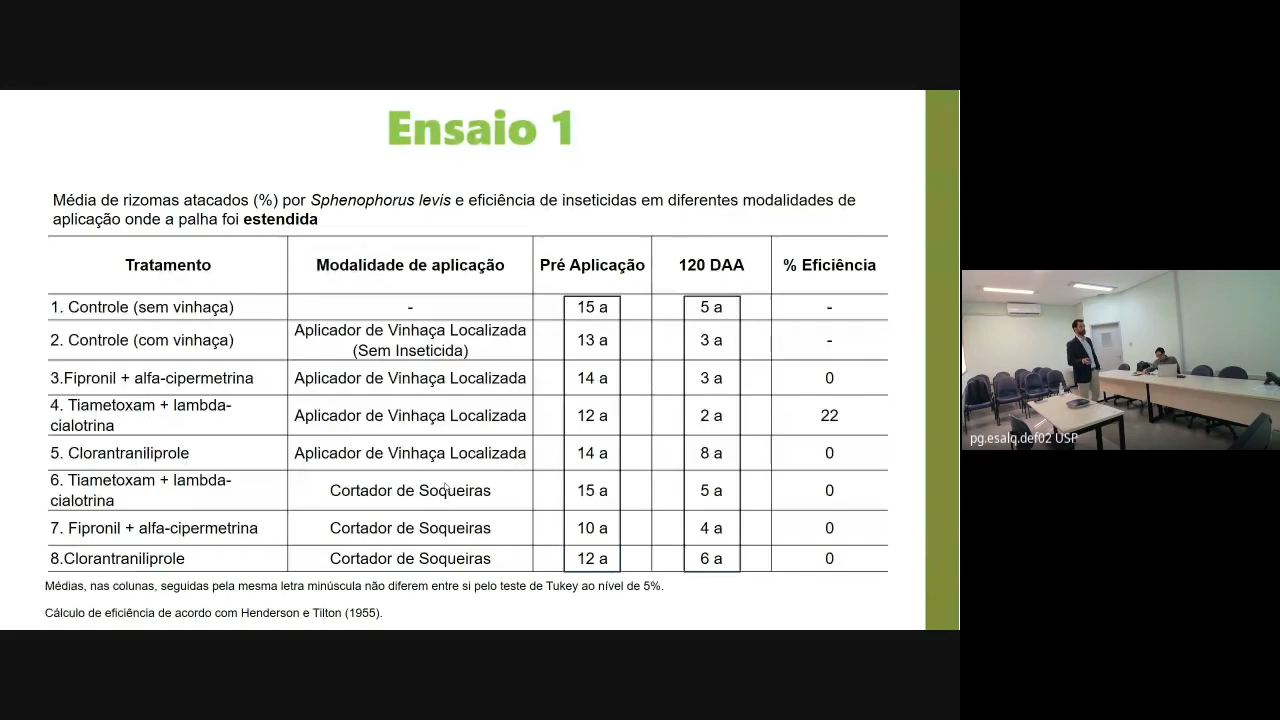 Ensaio 1
Média de rizomas atacados (%) por Sphenophorus levis e eficiência de inseticidas em diferentes modalidades de
aplicação onde a palha foi estendida
Tratamento Modalidade de aplicação Pré Aplicação 120 DAA % Eficiência
1. Controle (sem vinhaça) - 15 a 5 a -
2. Controle (com vinhaça) Aplicador de Vinhaça Localizada
(Sem Inseticida) 13 a 3 a -
3.Fipronil + alfa-cipermetrina Aplicador de Vinhaça Localizada 14 a 3 a 0
4. Tiametoxam + lambda-
cialotrina Aplicador de Vinhaça Localizada 12 a 2 a 22
5. Clorantraniliprole Aplicador de Vinhaça Localizada 14 a 8 a 0
6. Tiametoxam + lambda-
cialotrina Cortador de Soqueiras 15 a 5 a 0
7. Fipronil + alfa-cipermetrina Cortador de Soqueiras 10 a 4 a 0
8.Clorantraniliprole Cortador de Soqueiras 12 a 6 a 0
Médias, nas colunas, seguidas pela mesma letra minúscula não diferem entre si pelo teste de Tukey ao nível de 5%.
Cálculo de eficiência de acordo com Henderson e Tilton (1955).
pg.esalq.def02 USP